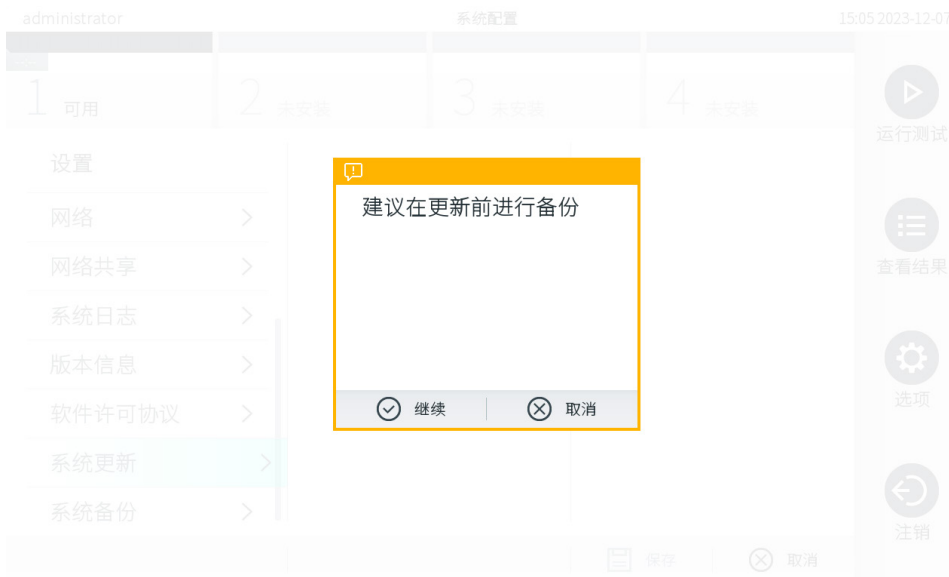 administrator
系统配置
15:05 2023-12-07
1 可用
2 未安装
3 未安装
4 未安装
运行测试
设置
建议在更新前进行备份
网络
查看结果
网络共享
系统日志
版本信息
选项
软件许可协议
继续
取消
系统更新
系统备份
注销
保存
取消